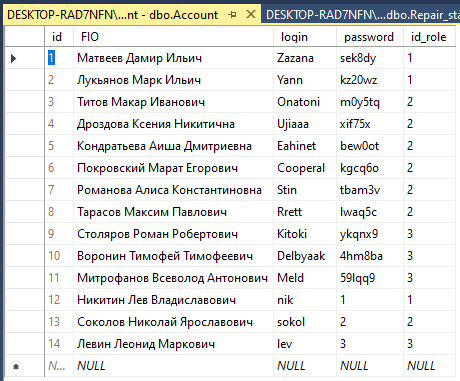 DESKTOP-RAD7NFN\...nt - dbo.Account DESKTOP-RAD7NFN\...dbo.Repair_sta
id FIO login password id_role
1 Матвеев Дамир Ильич Zazana sek8dy 1
2 Лукьянов Марк Ильич Yann kz20wz 1
3 Титов Макар Иванович Onatoni m0y5tq 2
4 Дроздова Ксения Никитична Ujiaaa xif75x 2
5 Кондратьева Аиша Дмитриевна Eahinet bew0ot 2
6 Покровский Марат Егорович Cooperal kgcq6o 2
7 Романова Алиса Константиновна Stin tbam3v 2
8 Тарасов Максим Павлович Rrett lwaq5c 2
9 Столяров Роман Робертович Kitoki ykqnx9 3
10 Воронин Тимофей Тимофеевич Delbyaak 4hm8ba 3
11 Митрофанов Всеволод Антонович Meld 59lqq9 3
12 Никитин Лев Владиславович nik 1 1
13 Соколов Николай Ярославович sokol 2 2
14 Левин Леонид Маркович lev 3 3
N... NULL NULL NULL NULL